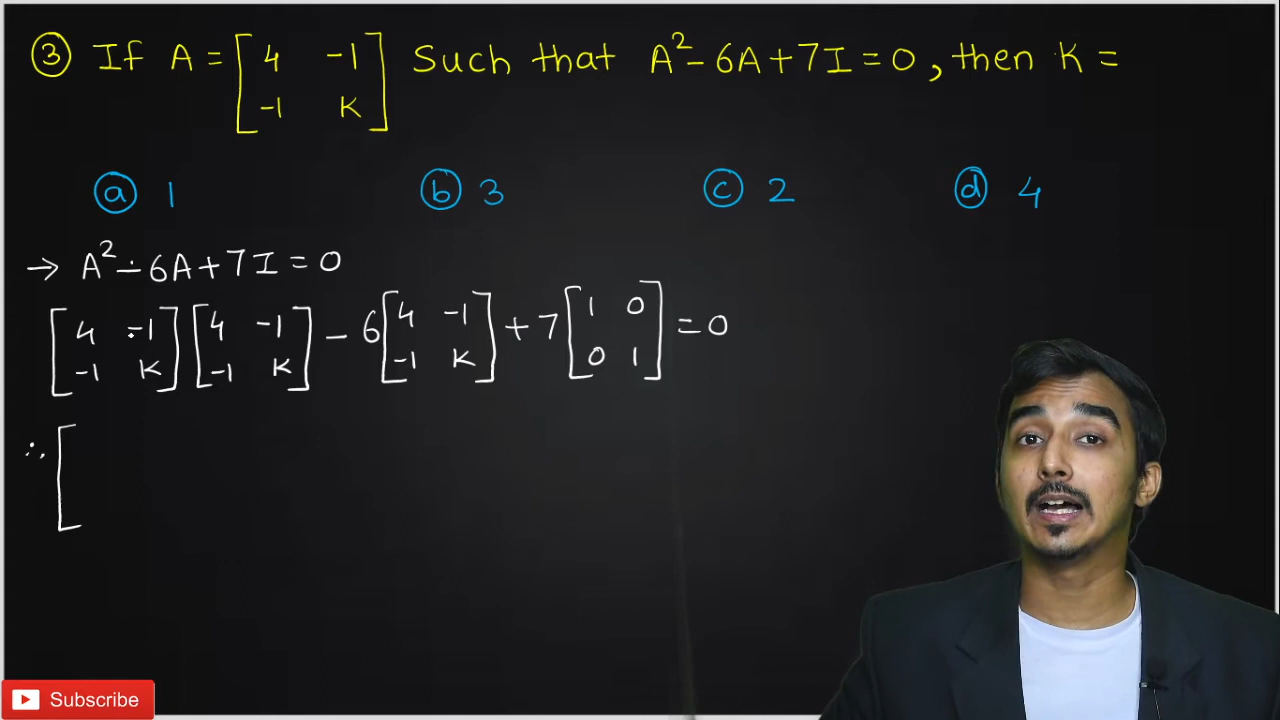 ③ If A = [4 -1; -1 K] Such that A² - 6A + 7I = 0, then K =
ⓐ 1 ⓑ 3 ⓒ 2 ⓓ 4
→ A² - 6A + 7I = 0
[4 -1; -1 K] [4 -1; -1 K] - 6 [4 -1; -1 K] + 7 [1 0; 0 1] = 0
∴ [
Subscribe